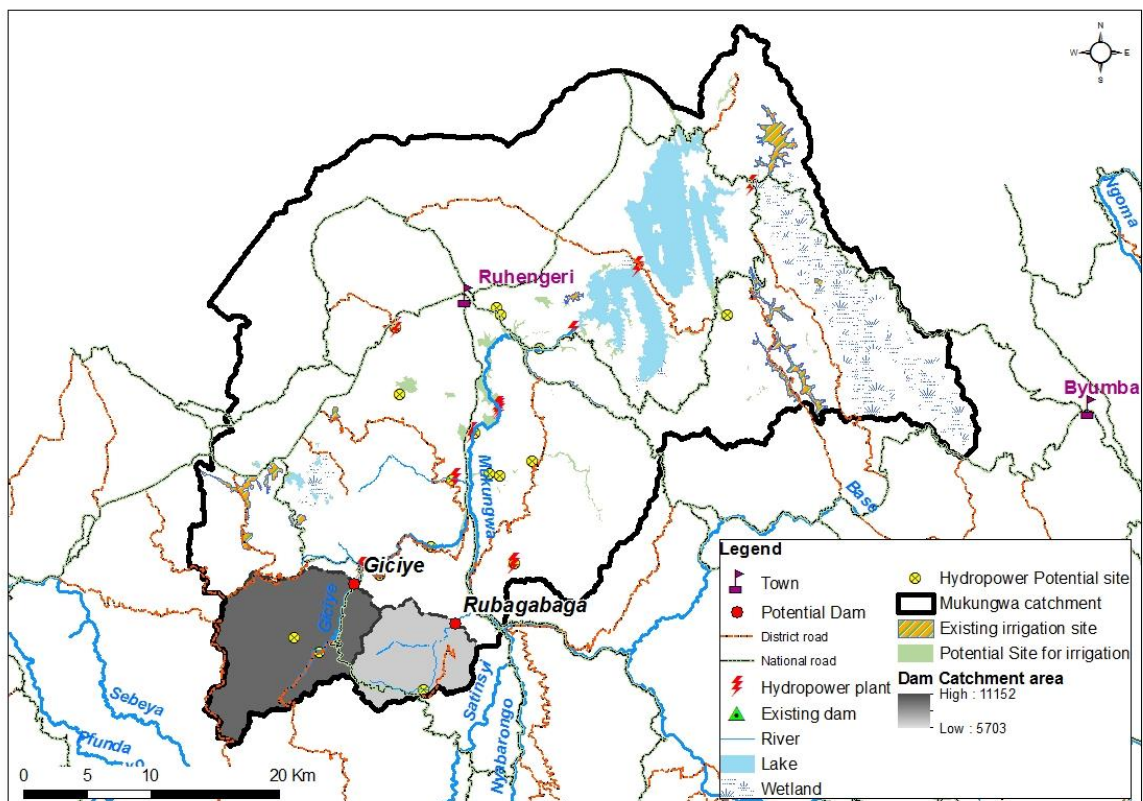 N
W E
S
Ngoma
Ruhengeri
Byumba
Mukungwa
Base
Giciye
Giciye
Rubagabaga
Satinsyi
Nyabarongo
Sebeya
Pfunda
0 5 10 20 Km
Legend
Town
Potential Dam
District road
National road
Hydropower plant
Existing dam
River
Lake
Wetland
Hydropower Potential site
Mukungwa catchment
Existing irrigation site
Potential Site for irrigation
Dam Catchment area
High : 11152
Low : 5703